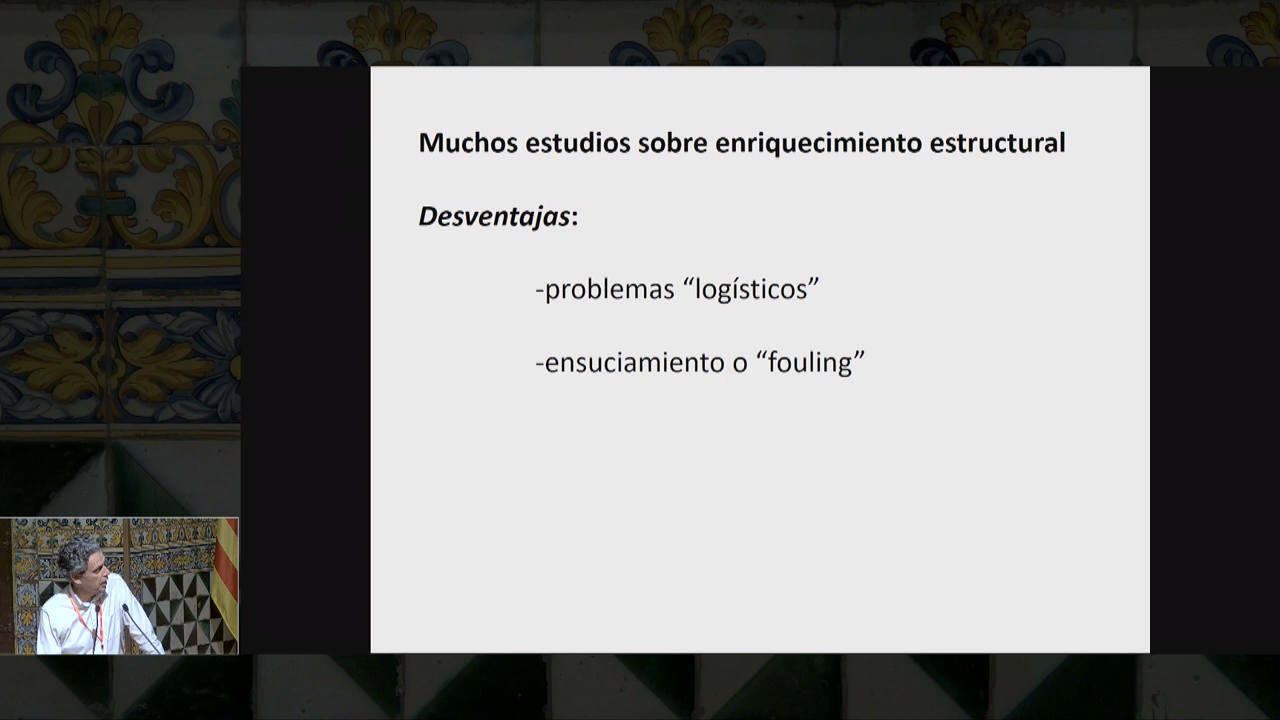 Muchos estudios sobre enriquecimiento estructural
Desventajas:
-problemas “logísticos”
-ensuciamiento o “fouling”